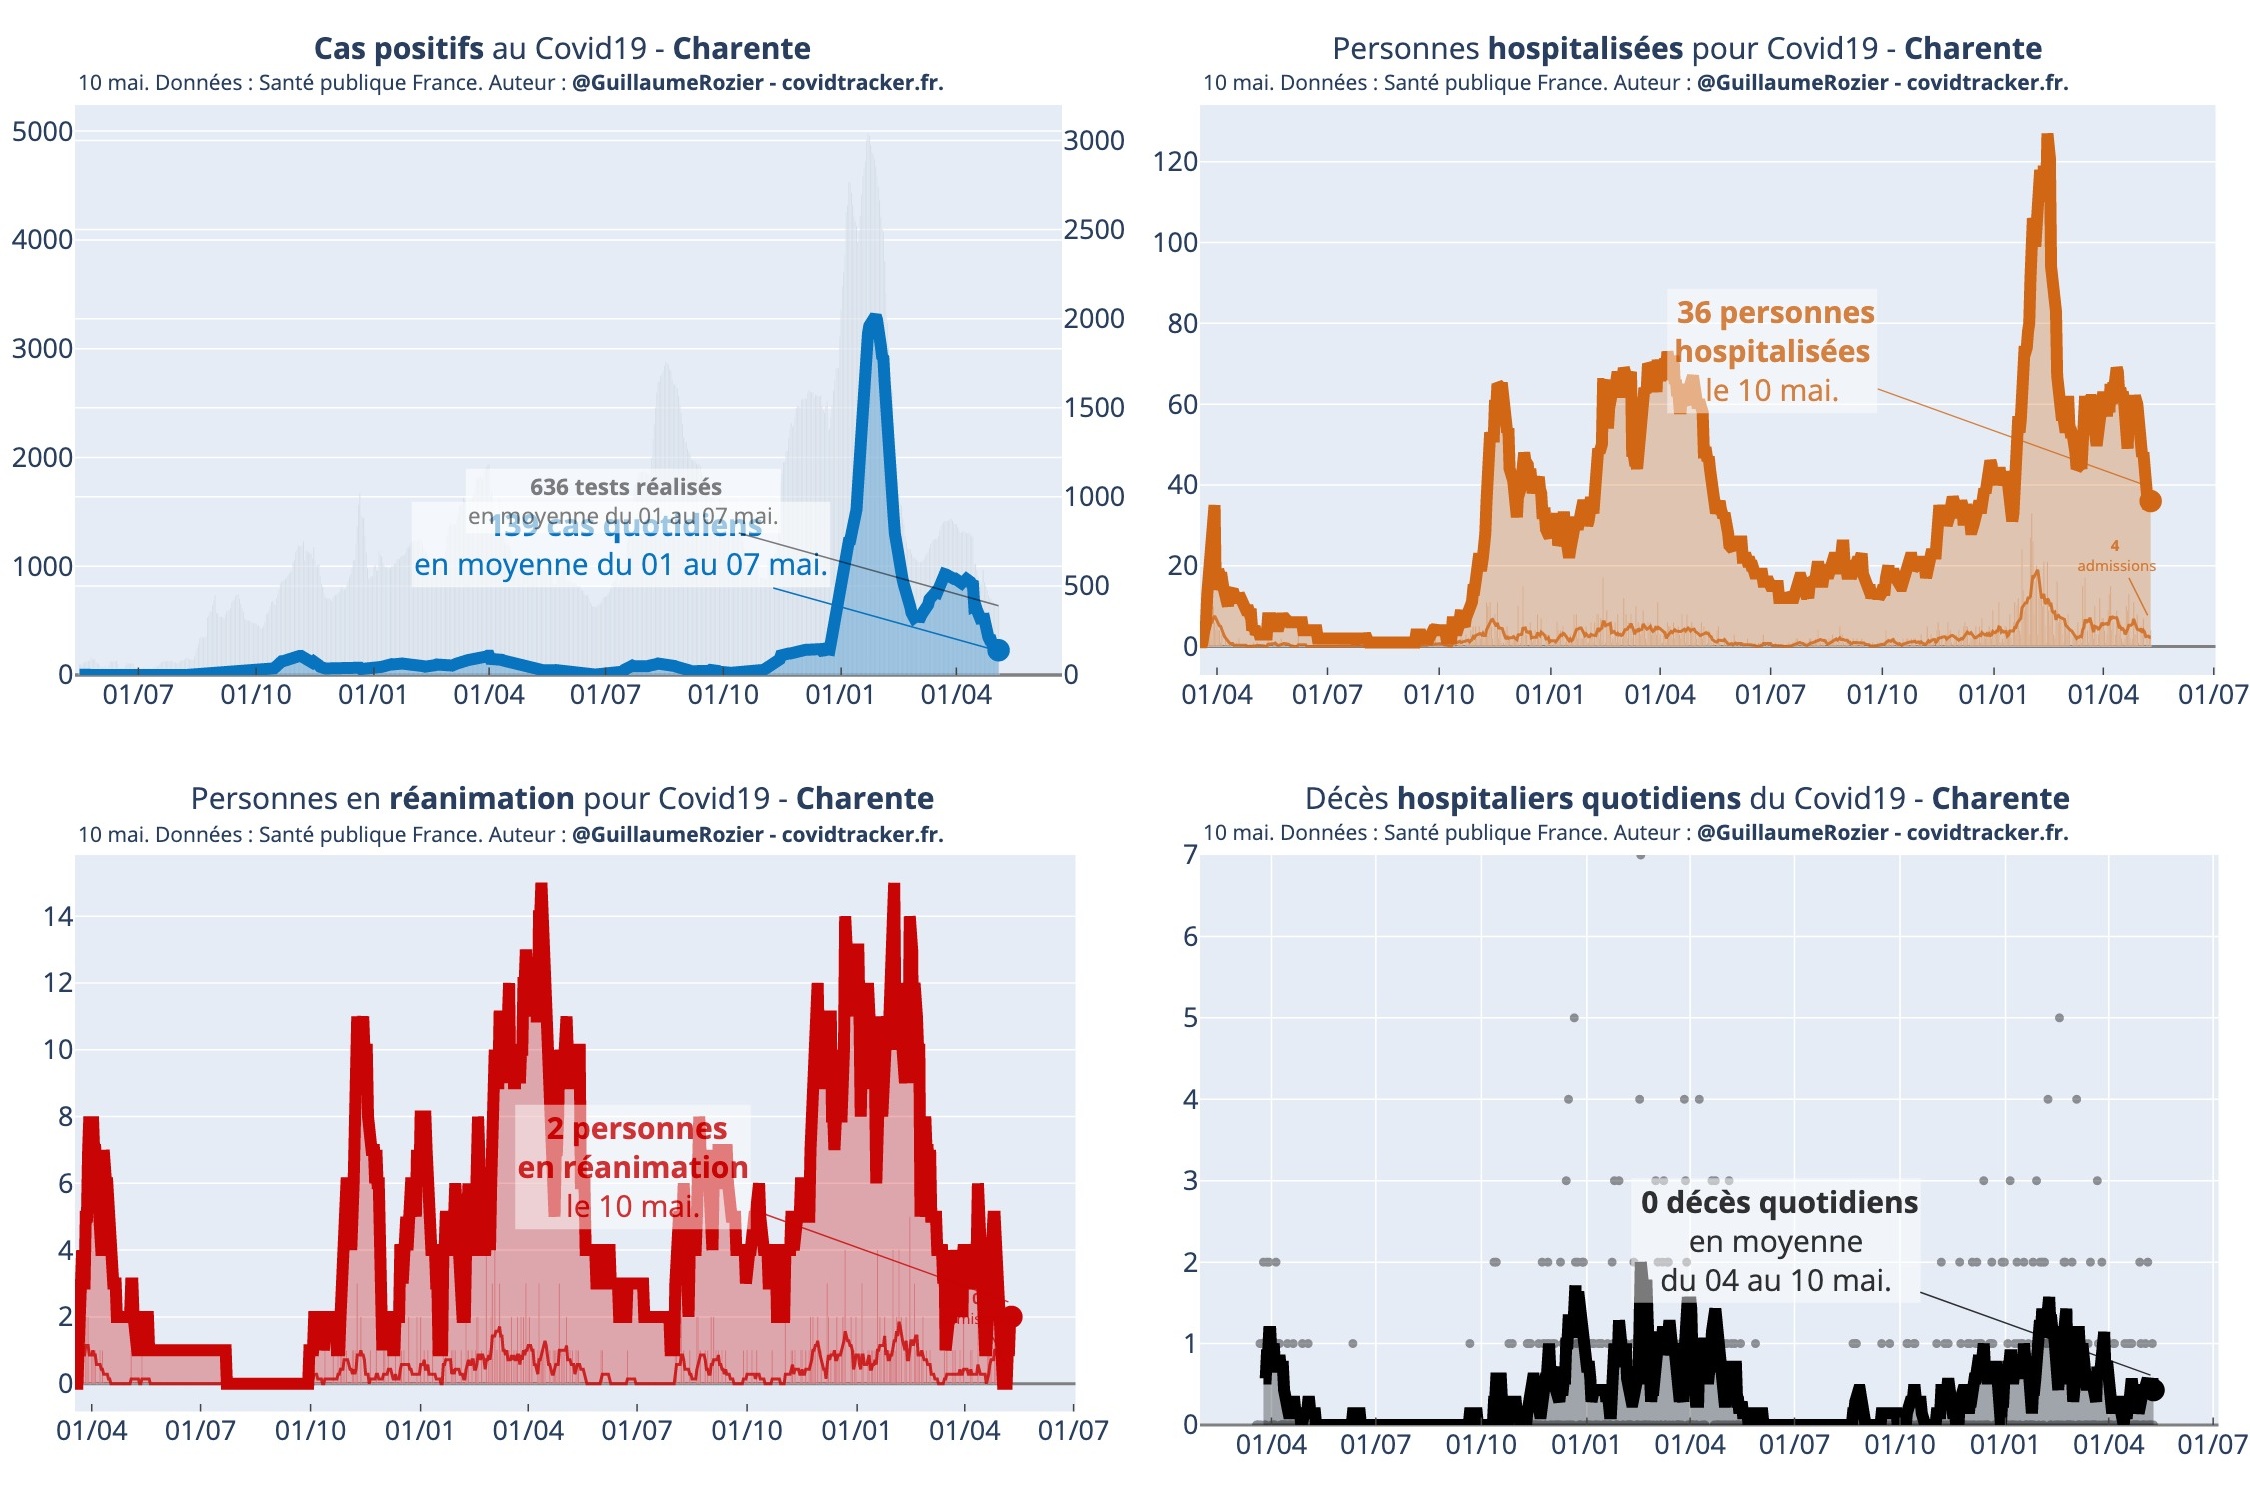 Cas positifs au Covid19 - Charente
10 mai. Données : Santé publique France. Auteur : @GuillaumeRozier - covidtracker.fr.
5000
4000
3000
2000
1000
0
3000
2500
2000
1500
1000
500
0
636 tests réalisés
en moyenne du 01 au 07 mai.
139 cas quotidiens
en moyenne du 01 au 07 mai.
01/07 01/10 01/01 01/04 01/07 01/10 01/01 01/04
Personnes hospitalisées pour Covid19 - Charente
10 mai. Données : Santé publique France. Auteur : @GuillaumeRozier - covidtracker.fr.
120
100
80
60
40
20
0
36 personnes
hospitalisées
le 10 mai.
4
admissions
01/04 01/07 01/10 01/01 01/04 01/07 01/10 01/01 01/04 01/07
Personnes en réanimation pour Covid19 - Charente
10 mai. Données : Santé publique France. Auteur : @GuillaumeRozier - covidtracker.fr.
14
12
10
8
6
4
2
0
2 personnes
en réanimation
le 10 mai.
01/04 01/07 01/10 01/01 01/04 01/07 01/10 01/01 01/04 01/07
Décès hospitaliers quotidiens du Covid19 - Charente
10 mai. Données : Santé publique France. Auteur : @GuillaumeRozier - covidtracker.fr.
7
6
5
4
3
2
1
0
0 décès quotidiens
en moyenne
du 04 au 10 mai.
01/04 01/07 01/10 01/01 01/04 01/07 01/10 01/01 01/04 01/07